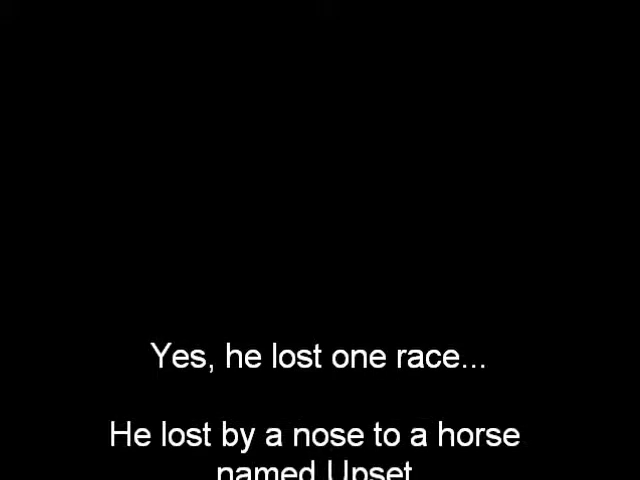 Yes, he lost one race...
He lost by a nose to a horse
named Upset